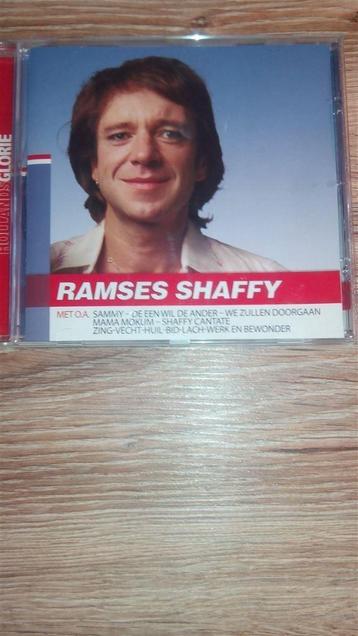 HOLLANDS GLORIE
RAMSES SHAFFY
MET O.A. SAMMY - DE EEN WIL DE ANDER - WE ZULLEN DOORGAAN
MAMA MOKUM - SHAFFY CANTATE
ZING-VECHT-HUIL-BID-LACH-WERK EN BEWONDER